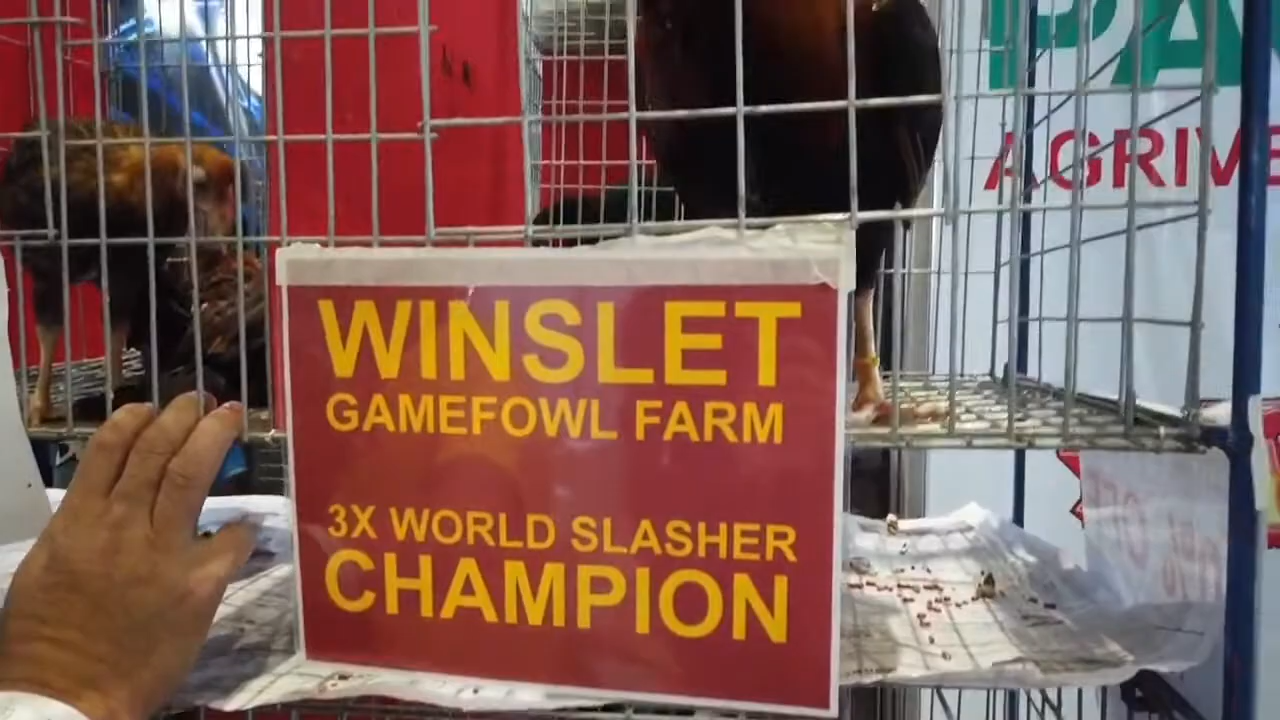 WINSLET
GAMEFOWL FARM
3X WORLD SLASHER
CHAMPION
AGRIVE